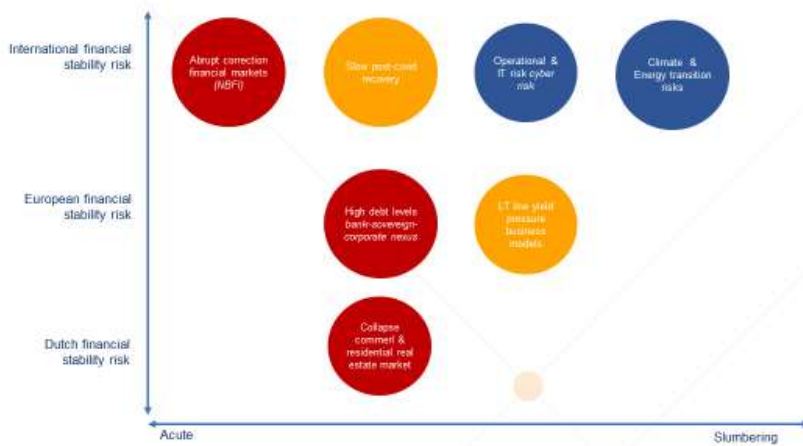 International financial
stability risk
Abrupt correction
financial markets
(NBFI)
Slow post-covid
recovery
Operational &
IT risk cyber
risk
Climate &
Energy transition
risks
European financial
stability risk
High debt levels
bank-sovereign-
corporate nexus
LT low yield
pressure
business
models
Dutch financial
stability risk
Collapse
commerl &
residential real
estate market
Acute
Slumbering